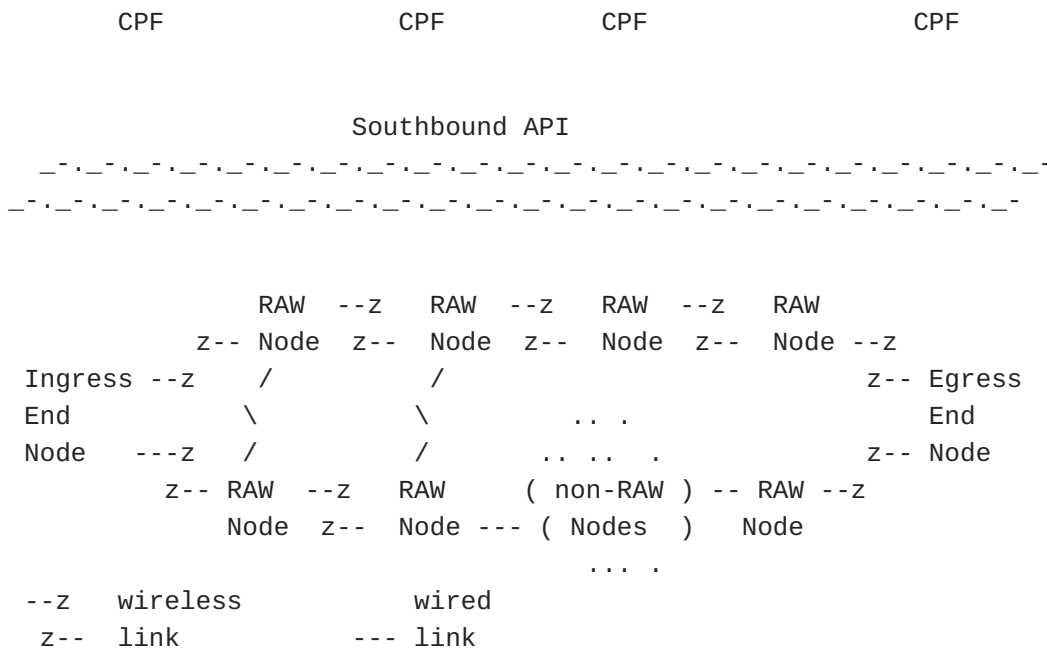 CPF CPF CPF CPF
Southbound API
_-._-._-._-._-._-._-._-._-._-._-._-._-._-._-._-._-._-._-._-._-._-
_-._-._-._-._-._-._-._-._-._-._-._-._-._-._-._-._-._-._-._-._-
RAW --z RAW --z RAW --z RAW
z-- Node z-- Node z-- Node z-- Node --z
Ingress --z / / z-- Egress
End \ \ .. . End
Node ---z / / .. .. . z-- Node
z-- RAW --z RAW ( non-RAW ) -- RAW --z
Node z-- Node --- ( Nodes ) Node
... .
--z wireless wired
z-- link --- link